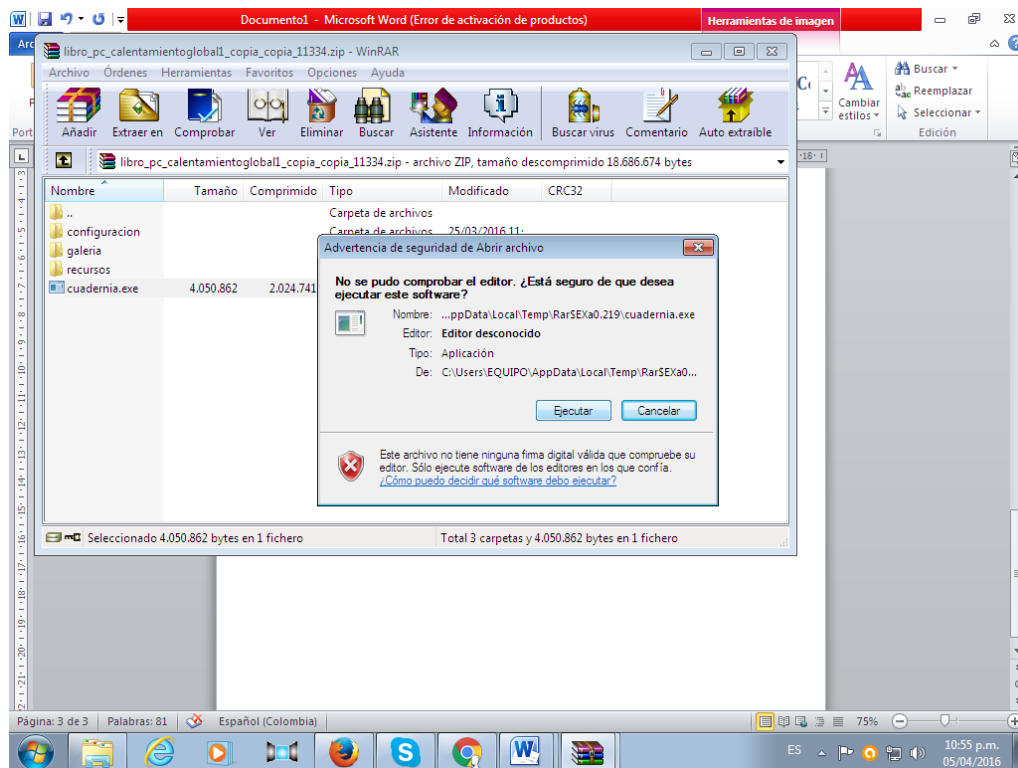 Documento1 - Microsoft Word (Error de activación de productos)
Herramientas de imagen
libro_pc_calentamientoglobal1_copia_copia_11334.zip - WinRAR
Archivo Órdenes Herramientas Favoritos Opciones Ayuda
Añadir Extraer en Comprobar Ver Eliminar Buscar Asistente Información Buscar virus Comentario Auto extraíble
Buscar
Reemplazar
Seleccionar
Edición
Cambiar
estilos
libro_pc_calentamientoglobal1_copia_copia_11334.zip - archivo ZIP, tamaño descomprimido 18.686.674 bytes
Nombre Tamaño Comprimido Tipo Modificado CRC32
.. Carpeta de archivos
configuracion Carpeta de archivos 25/03/2016 11:
galeria
recursos
cuadernia.exe 4.050.862 2.024.741
Advertencia de seguridad de Abrir archivo
No se pudo comprobar el editor. ¿Está seguro de que desea
ejecutar este software?
Nombre: ...ppData\Local\Temp\Rar$EXa0.219\cuadernia.exe
Editor: Editor desconocido
Tipo: Aplicación
De: C:\Users\EQUIPO\AppData\Local\Temp\Rar$EXa0...
Ejecutar Cancelar
Este archivo no tiene ninguna firma digital válida que compruebe su
editor. Sólo ejecute software de los editores en los que confía.
¿Cómo puedo decidir qué software debo ejecutar?
Seleccionado 4.050.862 bytes en 1 fichero Total 3 carpetas y 4.050.862 bytes en 1 fichero
Página: 3 de 3 Palabras: 81 Español (Colombia) 75%
ES 10:55 p.m.
05/04/2016